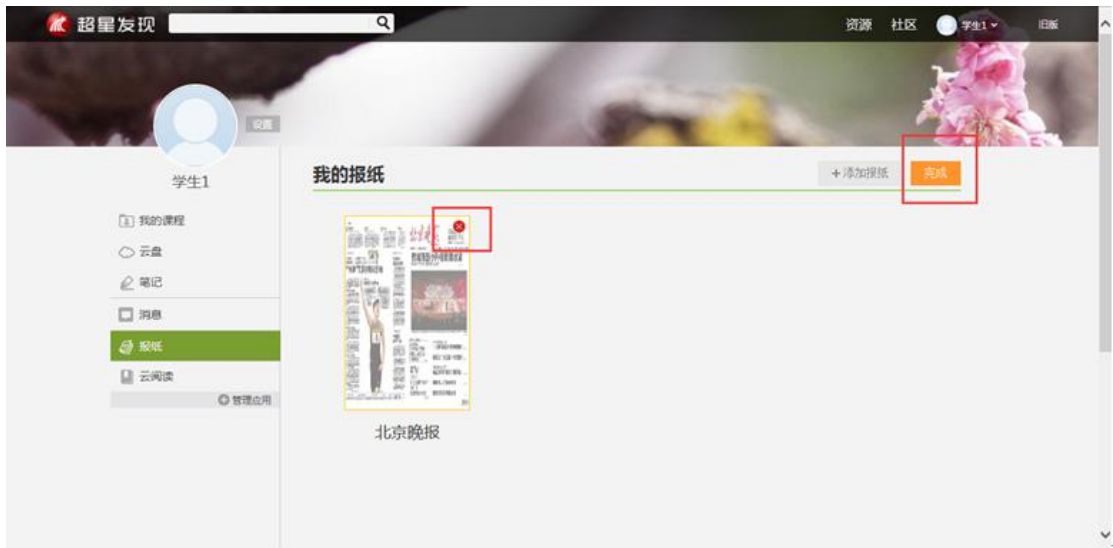 超星发现
资源 社区 学生1 旧版
设置
学生1
我的报纸
+添加报纸 完成
我的课程
云盘
笔记
消息
报纸
云阅读
管理应用
北京晚报